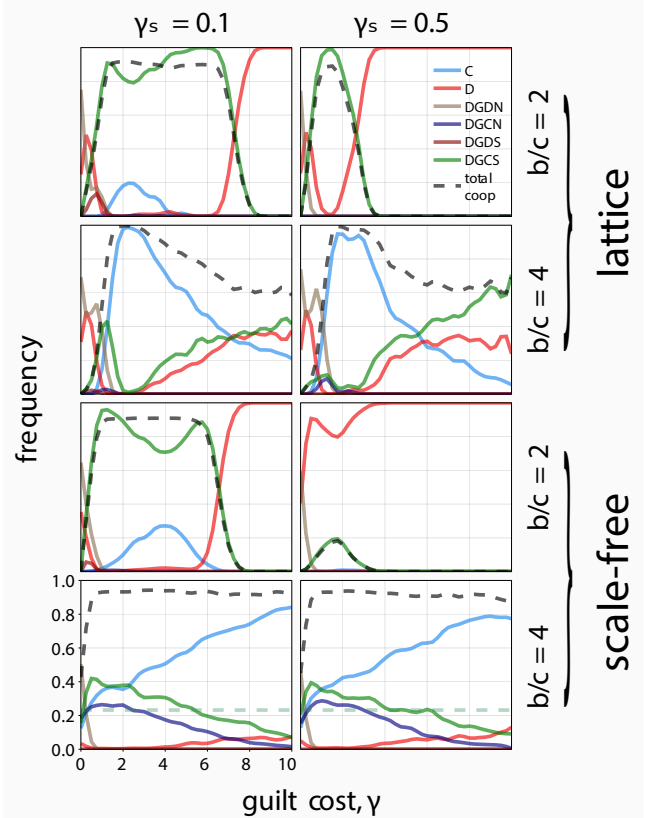 γs = 0.1
γs = 0.5
C
D
DGDN
DGCN
DGDS
DGCS
total
coop
b/c = 2
b/c = 4
lattice
b/c = 2
b/c = 4
scale-free
frequency
1.0
0.8
0.6
0.4
0.2
0.0
0 2 4 6 8 10
guilt cost, γ